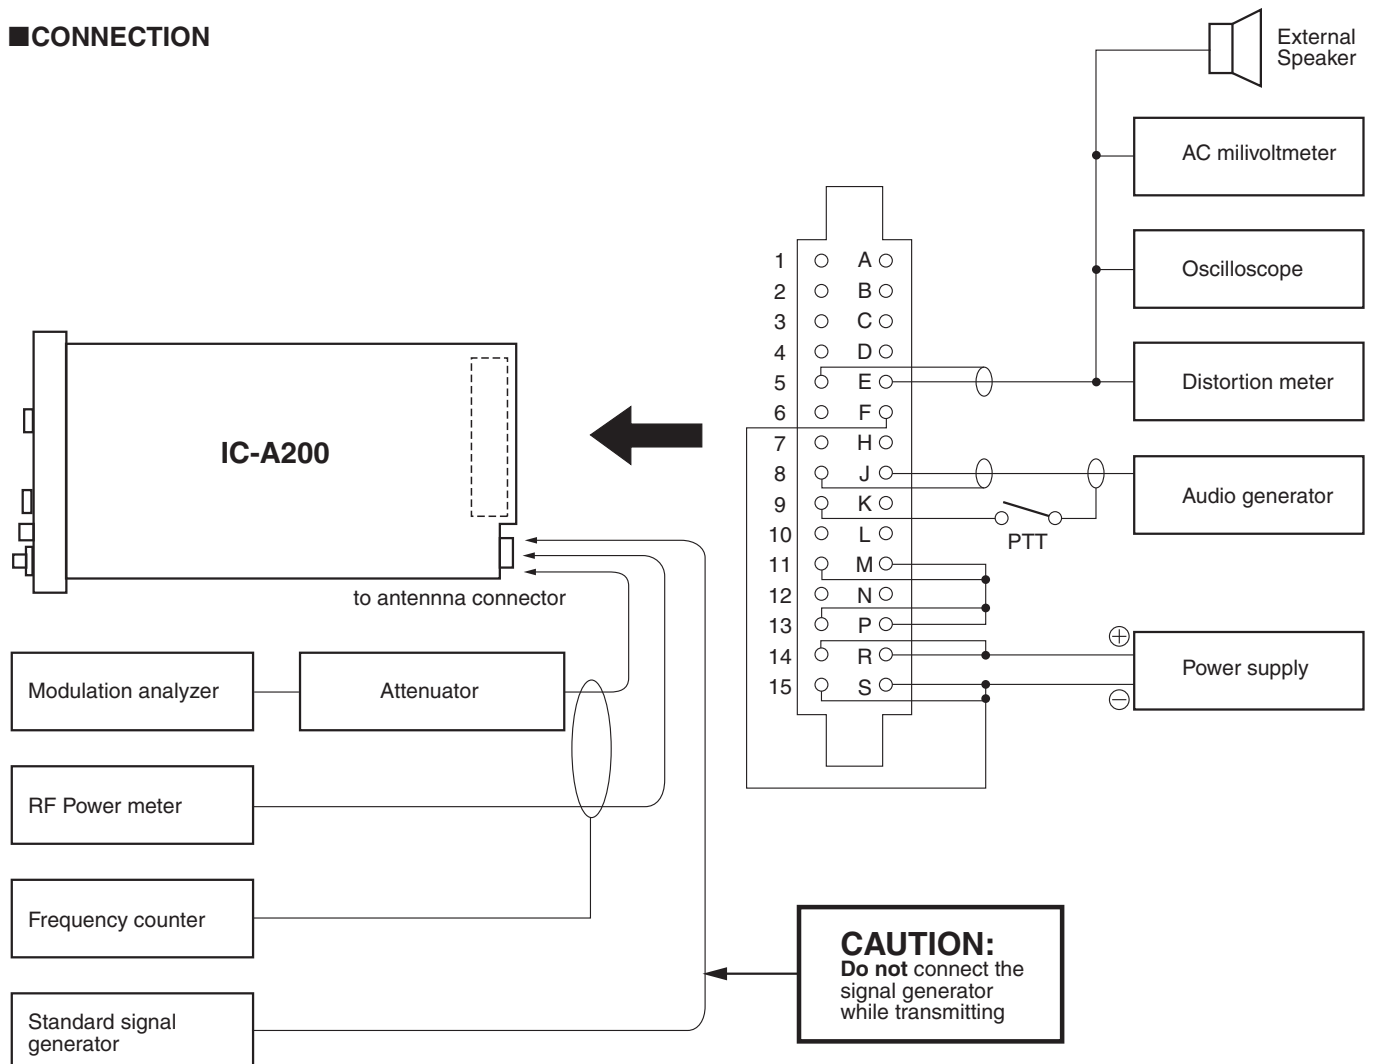 ■CONNECTION
External
Speaker
AC milivoltmeter
Oscilloscope
Distortion meter
Audio generator
PTT
⊕
⊖
Power supply
1 A
2 B
3 C
4 D
5 E
6 F
7 H
8 J
9 K
10 L
11 M
12 N
13 P
14 R
15 S
IC-A200
to antennna connector
Modulation analyzer
Attenuator
RF Power meter
Frequency counter
Standard signal
generator
CAUTION:
Do not connect the
signal generator
while transmitting